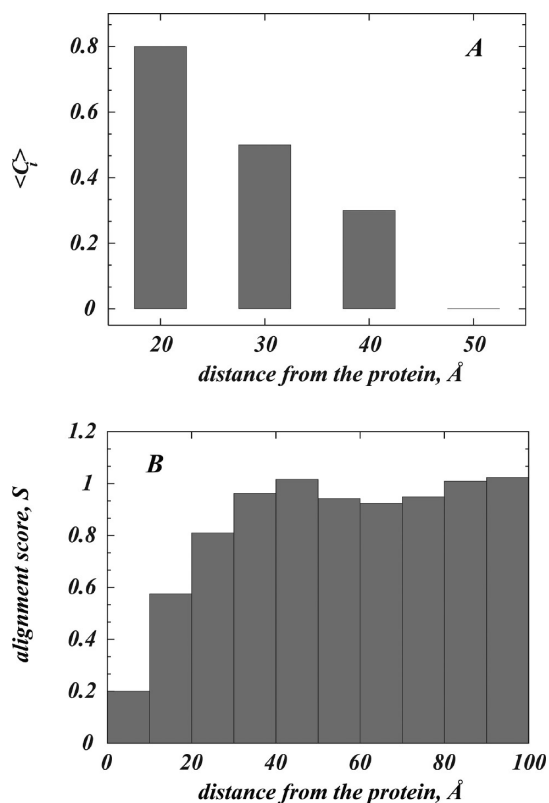 A
0.8
0.6
0.4
0.2
0
<C_i>
20 30 40 50
distance from the protein, Å
B
1.2
1
0.8
0.6
0.4
0.2
0
alignment score, S
0 20 40 60 80 100
distance from the protein, Å